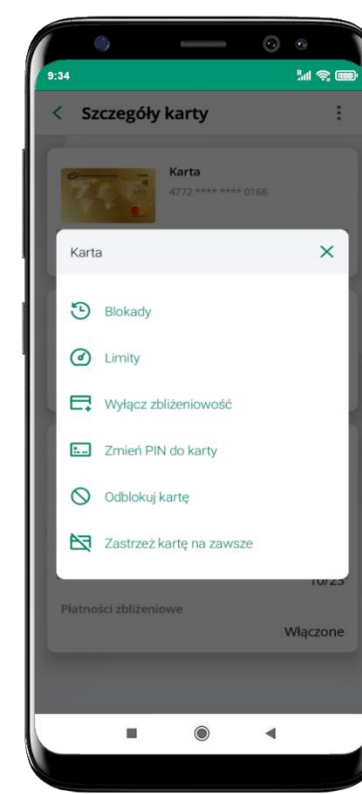 9:34
Szczegóły karty
Karta
4772 **** **** 0166
Karta
Blokady
Limity
Wyłącz zbliżeniowość
Zmień PIN do karty
Odblokuj kartę
Zastrzeż kartę na zawsze
10/25
Płatności zbliżeniowe
Włączone